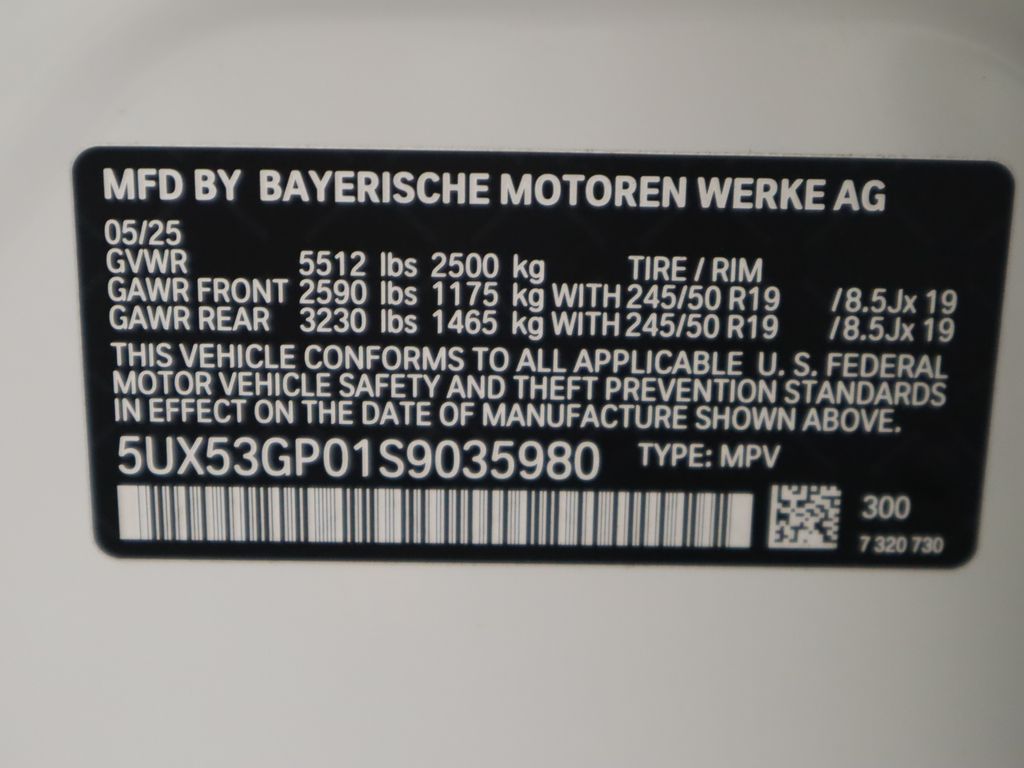 MFD BY BAYERISCHE MOTOREN WERKE AG
05/25
GVWR 5512 lbs 2500 kg TIRE / RIM
GAWR FRONT 2590 lbs 1175 kg WITH 245/50 R19 /8.5Jx 19
GAWR REAR 3230 lbs 1465 kg WITH 245/50 R19 /8.5Jx 19
THIS VEHICLE CONFORMS TO ALL APPLICABLE U. S. FEDERAL
MOTOR VEHICLE SAFETY AND THEFT PREVENTION STANDARDS
IN EFFECT ON THE DATE OF MANUFACTURE SHOWN ABOVE.
5UX53GP01S9035980 TYPE: MPV
300
7 320 730